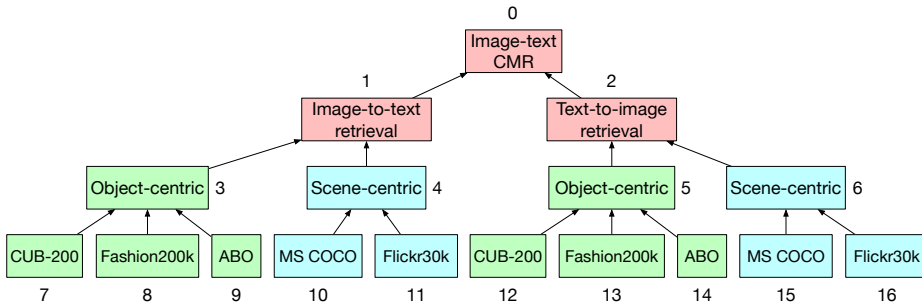 0
Image-text
CMR
1
2
Image-to-text
retrieval
Text-to-image
retrieval
Object-centric 3
Scene-centric 4
Object-centric 5
Scene-centric 6
CUB-200
Fashion200k
ABO
MS COCO
Flickr30k
CUB-200
Fashion200k
ABO
MS COCO
Flickr30k
7
8
9
10
11
12
13
14
15
16